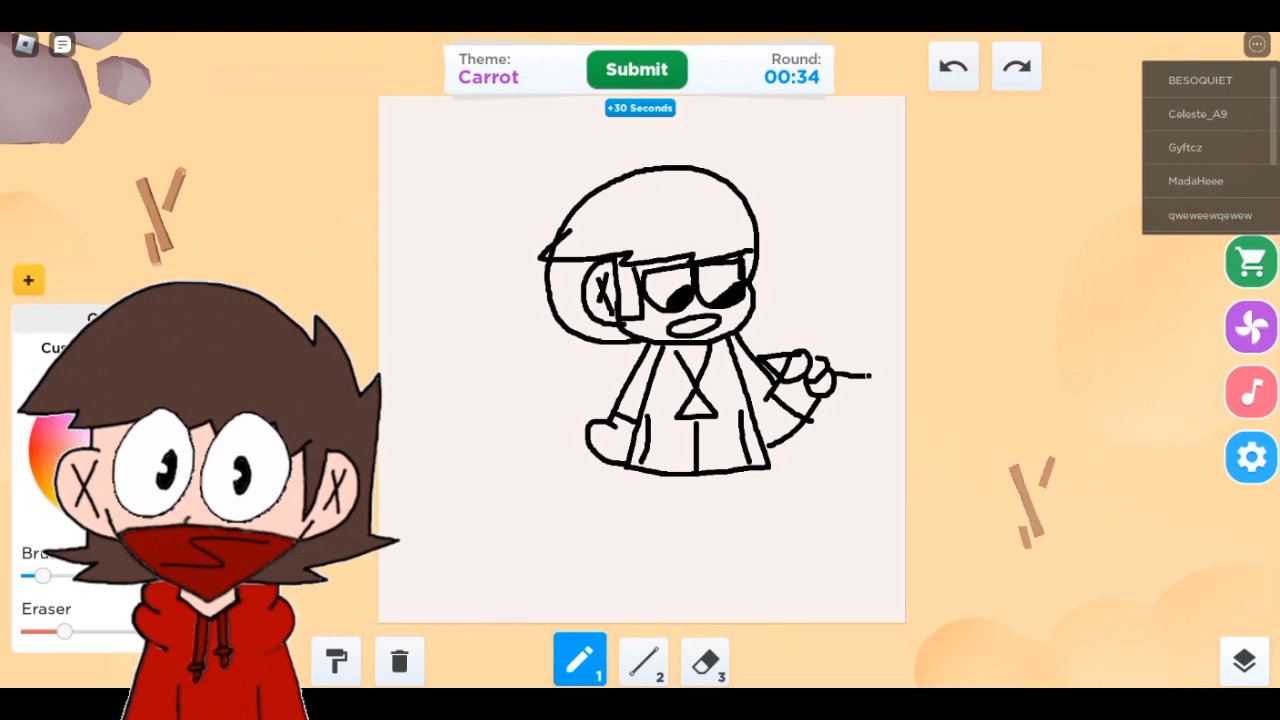 Theme:
Carrot
Submit
Round:
00:34
+30 Seconds
BESOQUIET
Celeste_A9
Gyftcz
MadaHeee
qweweewqewew
+
Eraser
1
2
3